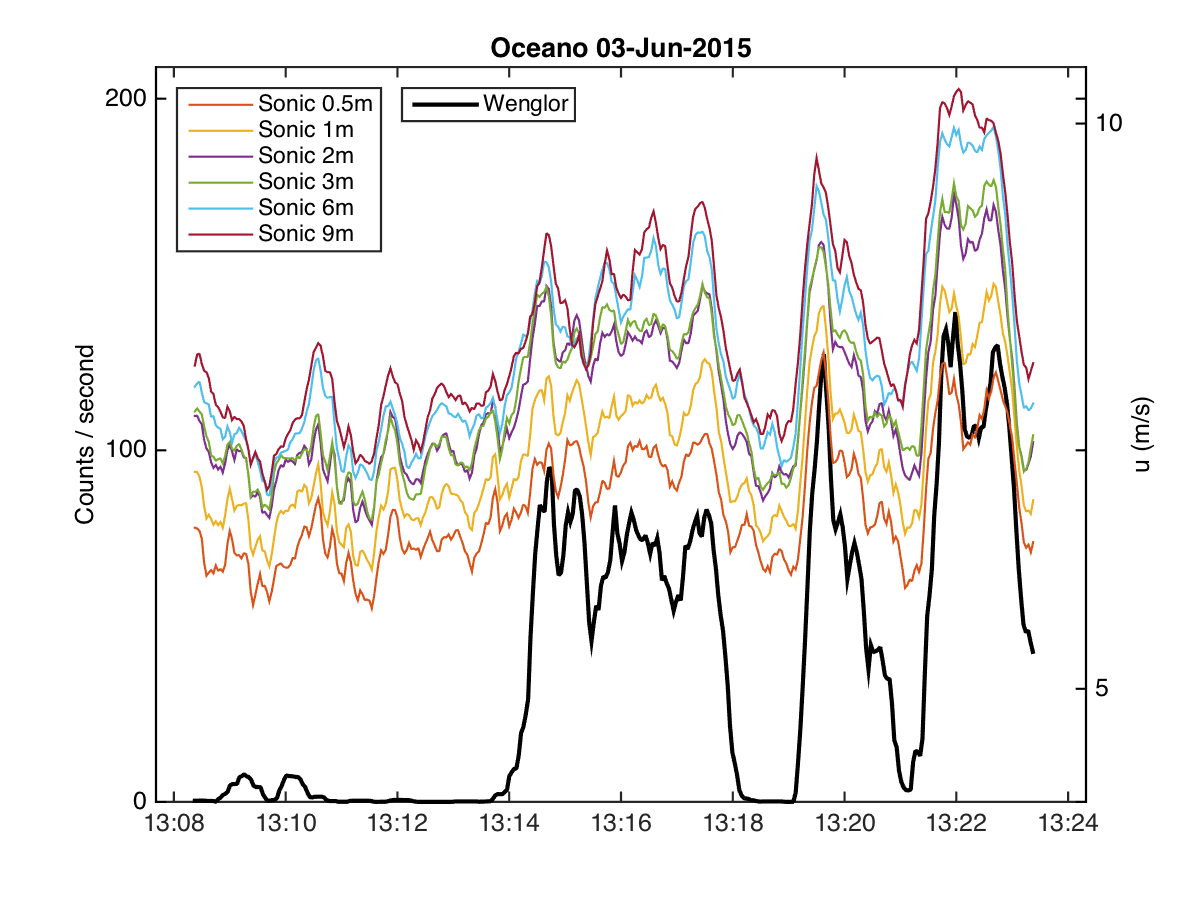 Oceano 03-Jun-2015
200
Sonic 0.5m
Sonic 1m
Sonic 2m
Sonic 3m
Sonic 6m
Sonic 9m
Wenglor
10
Counts / second
100
u (m/s)
5
0
13:08 13:10 13:12 13:14 13:16 13:18 13:20 13:22 13:24